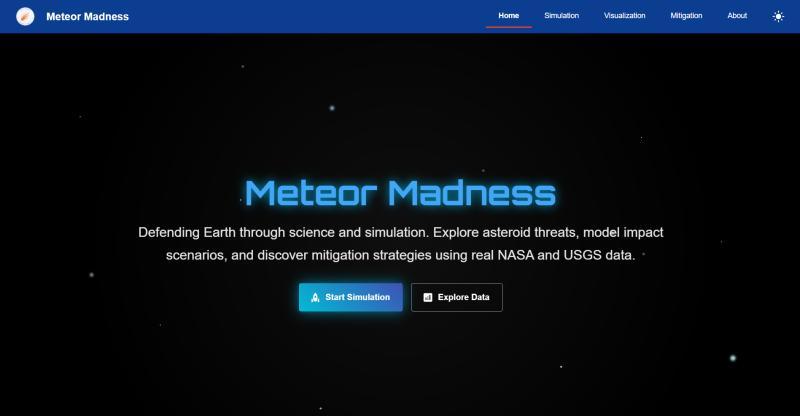 Meteor Madness
Home Simulation Visualization Mitigation About
Meteor Madness
Defending Earth through science and simulation. Explore asteroid threats, model impact
scenarios, and discover mitigation strategies using real NASA and USGS data.
Start Simulation Explore Data